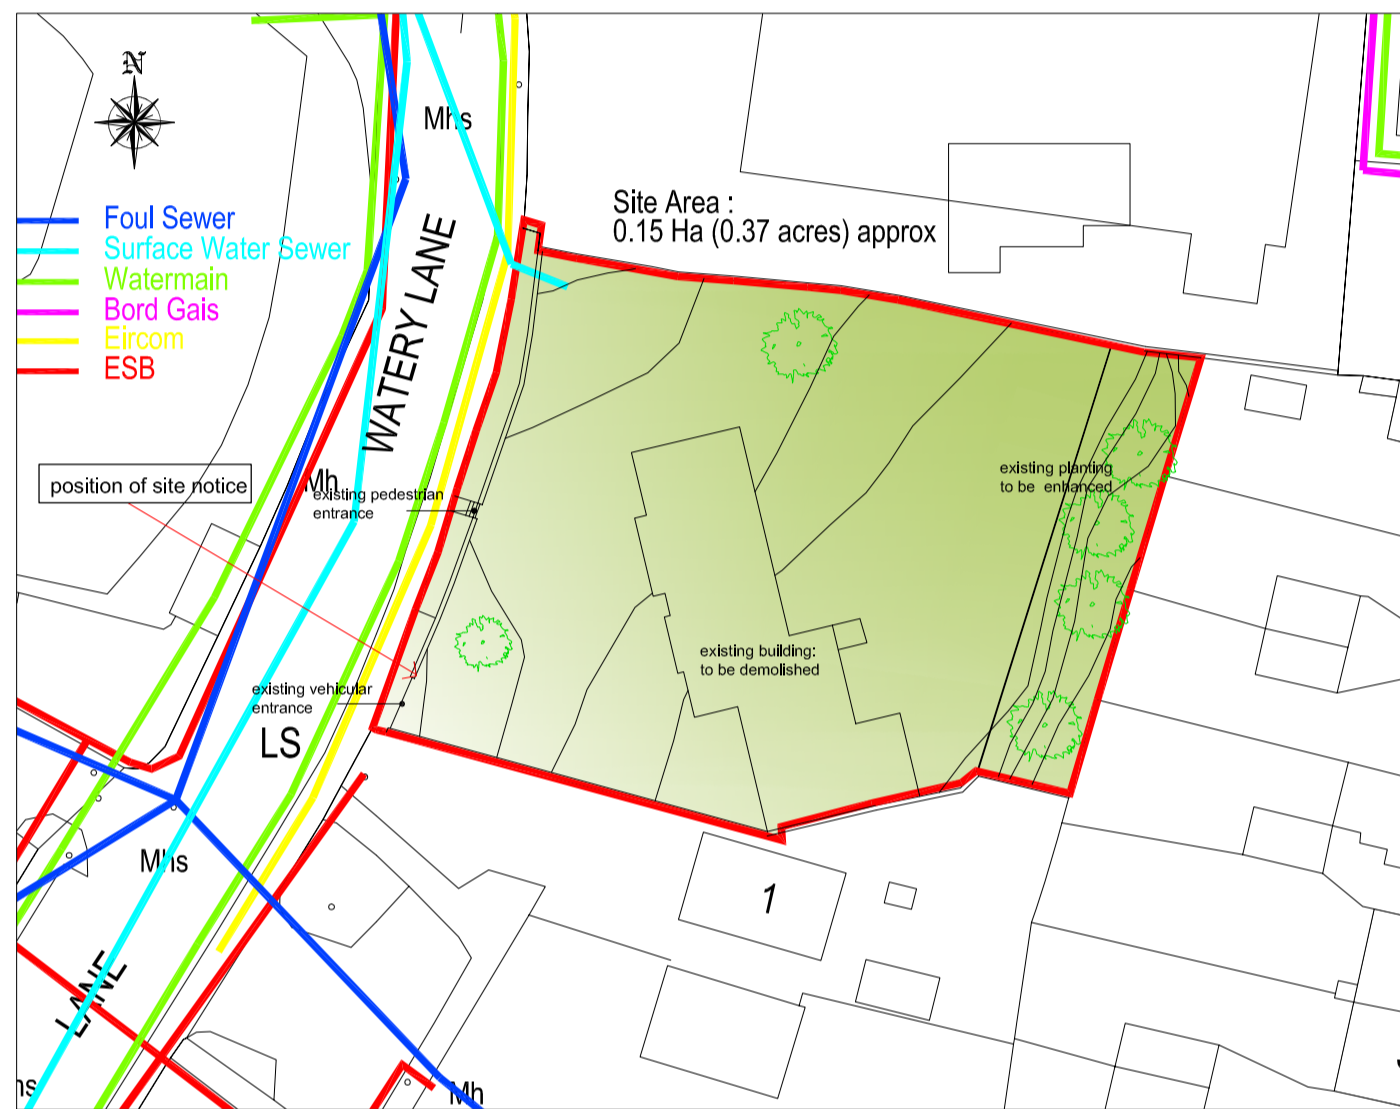 N
Mhs
Site Area :
0.15 Ha (0.37 acres) approx
Foul Sewer
Surface Water Sewer
Watermain
Bord Gais
Eircom
ESB
WATERY LANE
position of site notice
Mh
existing pedestrian
entrance
existing planting
to be enhanced
existing building:
to be demolished
existing vehicular
entrance
LS
Mhs
1
LANE
Mh